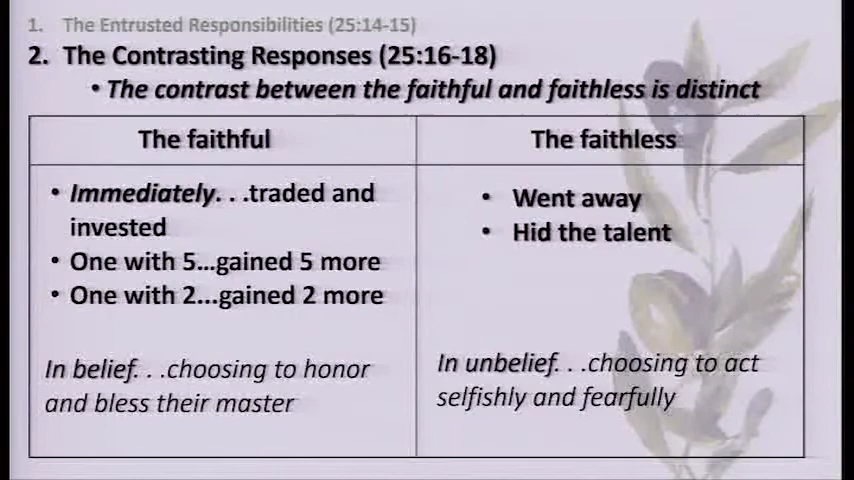 1. The Entrusted Responsibilities (25:14-15)
2. The Contrasting Responses (25:16-18)
• The contrast between the faithful and faithless is distinct
The faithful
• Immediately. . .traded and
invested
• One with 5...gained 5 more
• One with 2...gained 2 more
In belief. . .choosing to honor
and bless their master
The faithless
• Went away
• Hid the talent
In unbelief. . .choosing to act
selfishly and fearfully